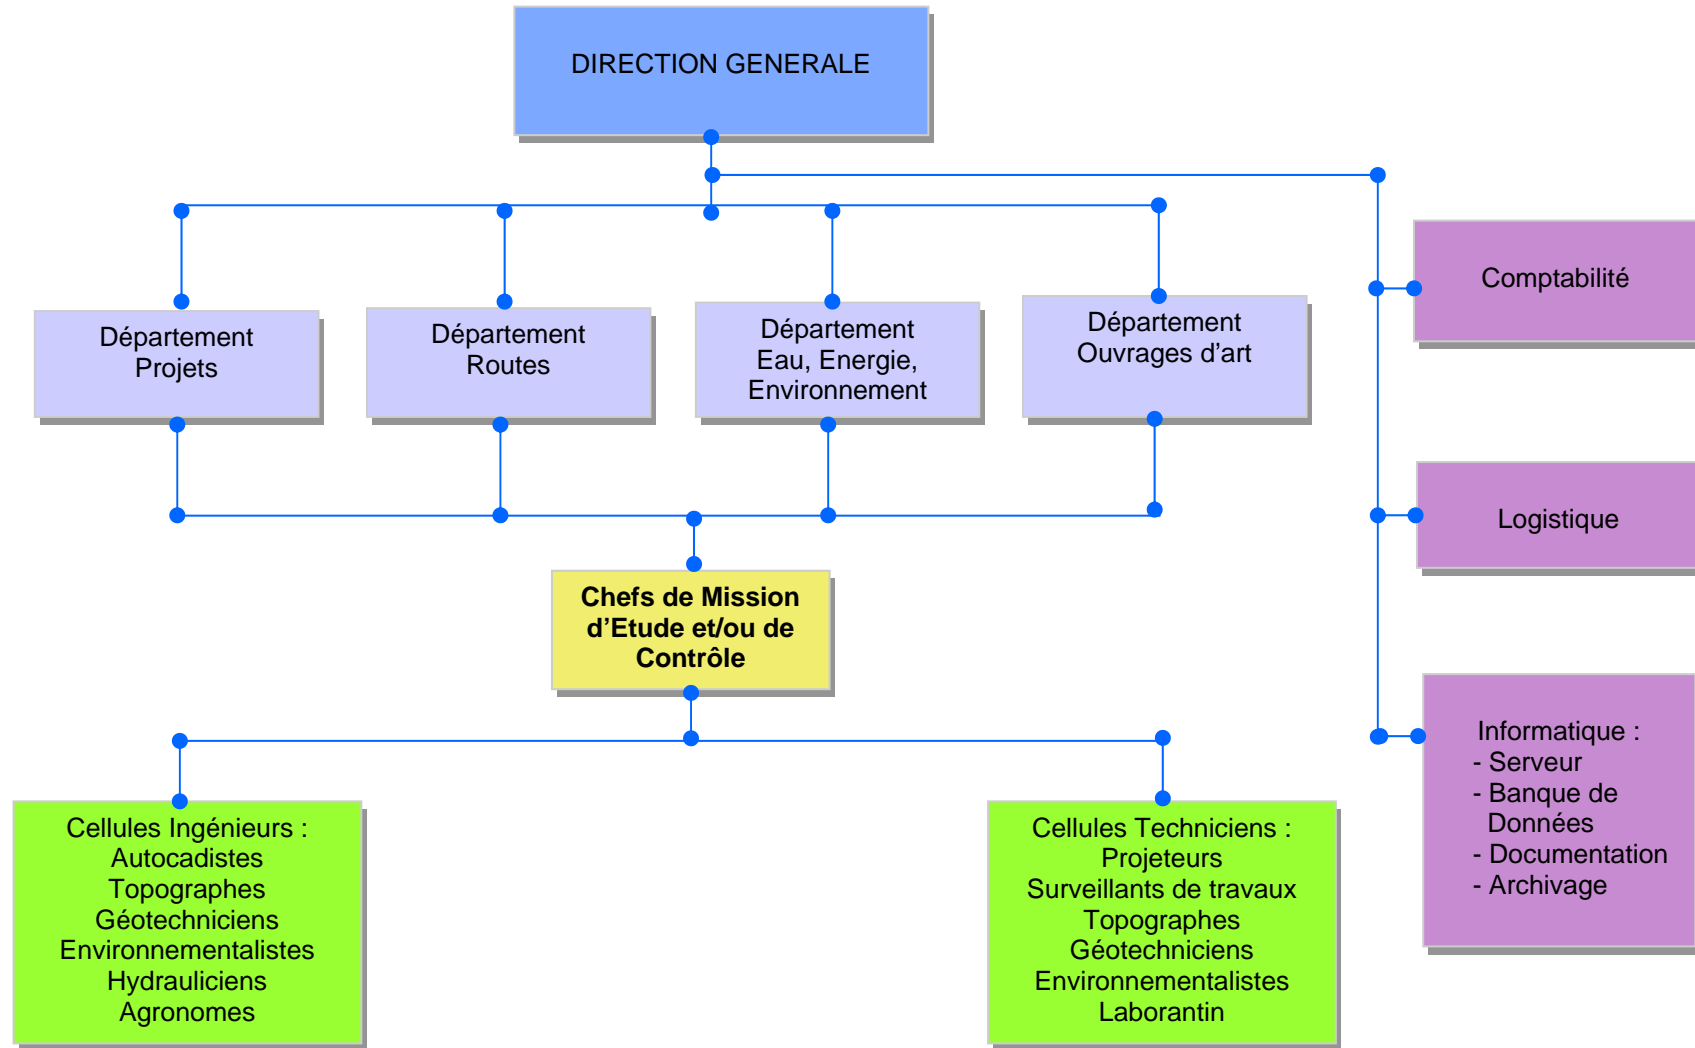 DIRECTION GENERALE
Comptabilité
Département
Projets
Département
Routes
Département
Eau, Energie,
Environnement
Département
Ouvrages d’art
Logistique
Chefs de Mission
d’Etude et/ou de
Contrôle
Informatique :
- Serveur
- Banque de
Données
- Documentation
- Archivage
Cellules Ingénieurs :
Autocadistes
Topographes
Géotechniciens
Environnementalistes
Hydrauliciens
Agronomes
Cellules Techniciens :
Projeteurs
Surveillants de travaux
Topographes
Géotechniciens
Environnementalistes
Laborantin